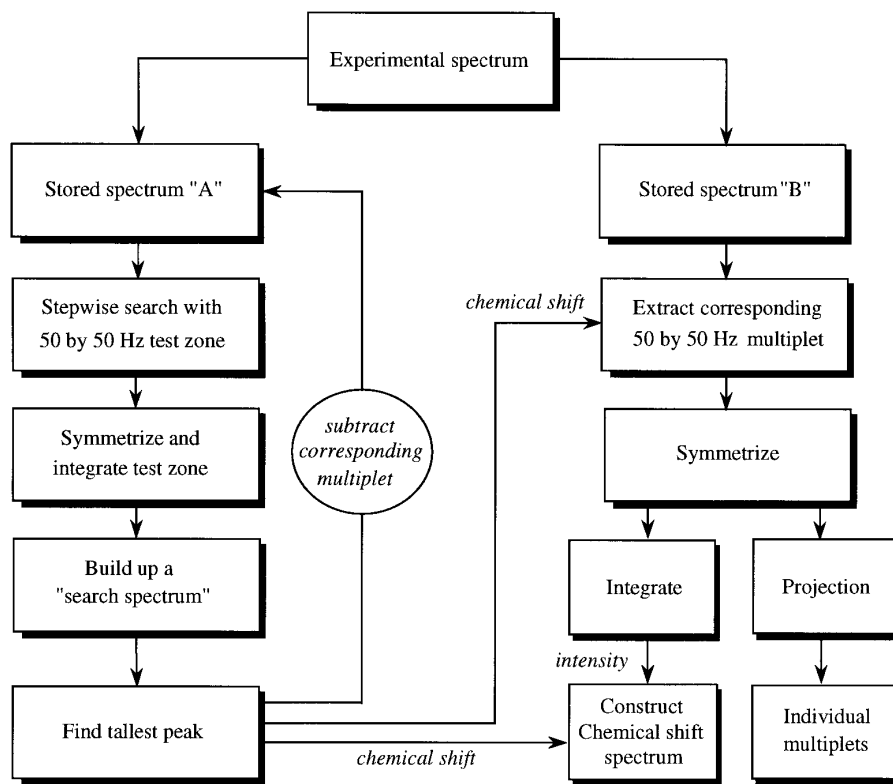 Experimental spectrum
Stored spectrum "A"
Stored spectrum "B"
Stepwise search with
50 by 50 Hz test zone
chemical shift
Extract corresponding
50 by 50 Hz multiplet
Symmetrize and
integrate test zone
subtract
corresponding
multiplet
Symmetrize
Build up a
"search spectrum"
Integrate
Projection
intensity
Find tallest peak
chemical shift
Construct
Chemical shift
spectrum
Individual
multiplets